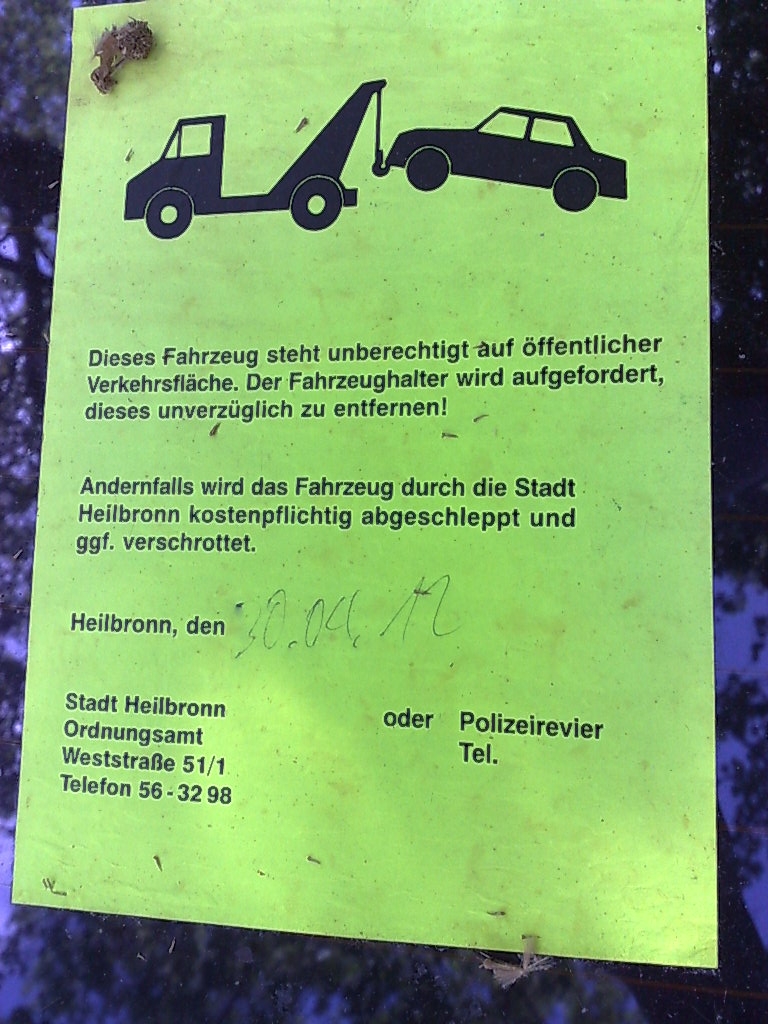 Dieses Fahrzeug steht unberechtigt auf öffentlicher
Verkehrsfläche. Der Fahrzeughalter wird aufgefordert,
dieses unverzüglich zu entfernen!
Andernfalls wird das Fahrzeug durch die Stadt
Heilbronn kostenpflichtig abgeschleppt und
ggf. verschrottet.
Heilbronn, den 30.04.12
Stadt Heilbronn
Ordnungsamt
Weststraße 51/1
Telefon 56-32 98
oder Polizeirevier
Tel.